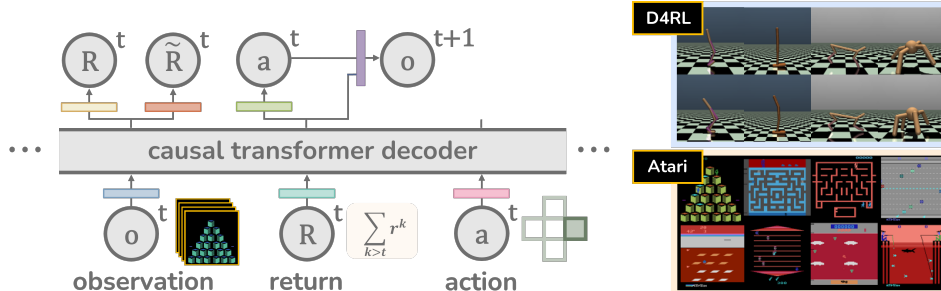 R t R̃ t a t o t+1
... causal transformer decoder ...
o t R t ∑ k>t r^k a t
observation return action
D4RL
Atari